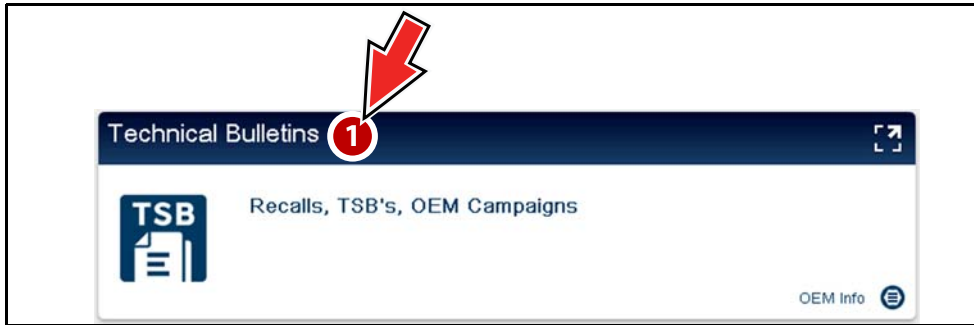 Technical Bulletins 1
TSB
Recalls, TSB's, OEM Campaigns
OEM Info